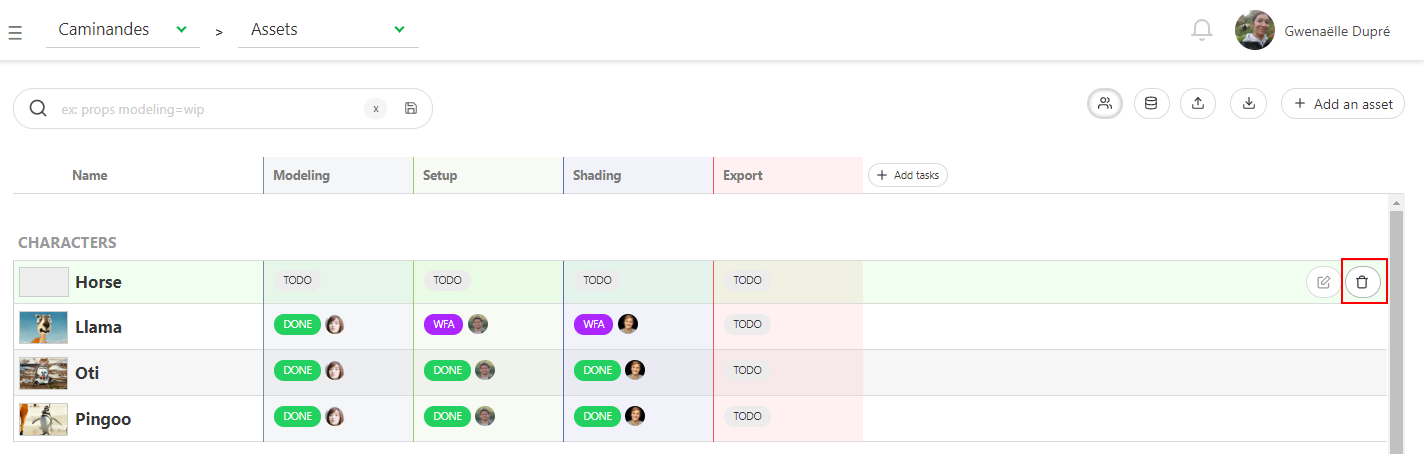 Caminandes > Assets Gwenaëlle Dupré
ex: props modeling=wip x + Add an asset
Name Modeling Setup Shading Export + Add tasks
CHARACTERS
Horse TODO TODO TODO TODO
Llama DONE WFA WFA TODO
Oti DONE DONE DONE TODO
Pingoo DONE DONE DONE TODO